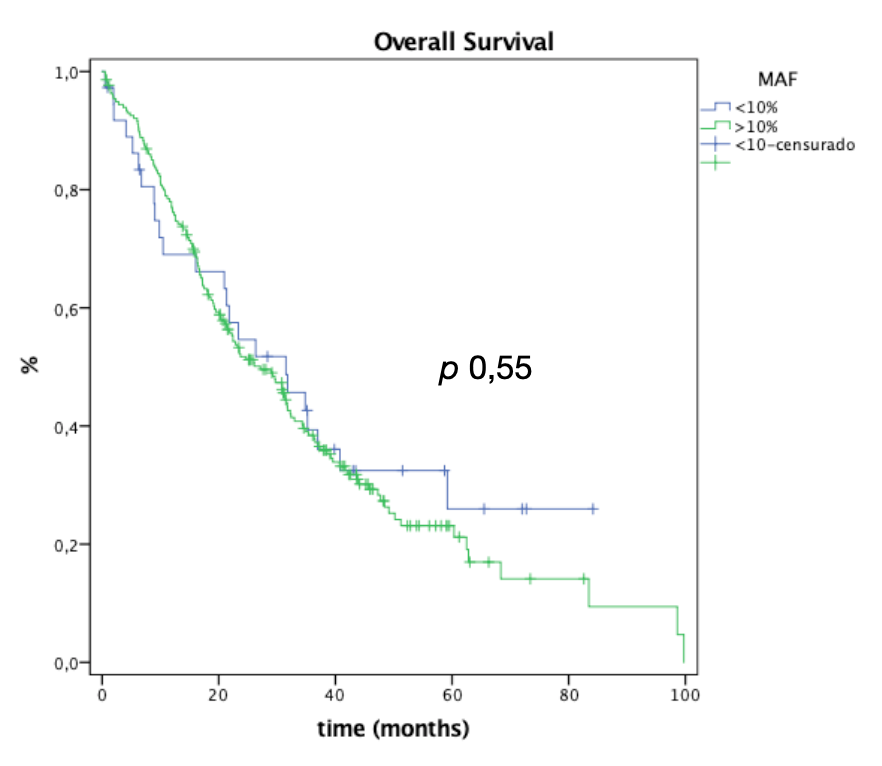 Overall Survival
MAF
<10%
>10%
<10-censurado
1,0
0,8
0,6
0,4
0,2
0,0
%
p 0,55
0 20 40 60 80 100
time (months)